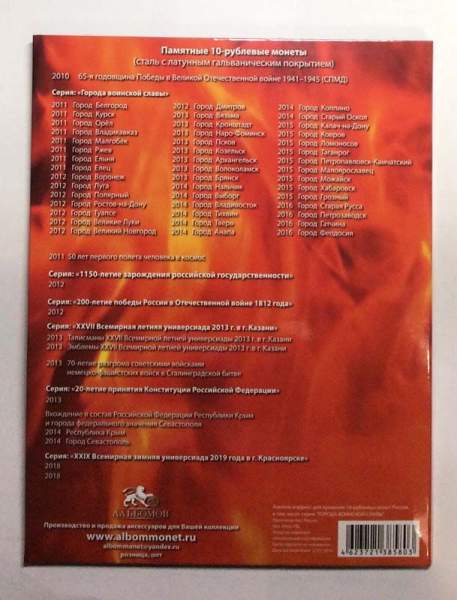 Памятные 10-рублевые монеты
(сталь с латунным гальваническим покрытием)
2010 65-я годовщина Победы в Великой Отечественной войне 1941–1945 (СПМД)
Серия: «Города воинской славы»
2011 Город Белгород
2011 Город Курск
2011 Город Орёл
2011 Город Владикавказ
2011 Город Малгобек
2011 Город Ржев
2011 Город Ельня
2011 Город Елец
2012 Город Воронеж
2012 Город Луга
2012 Город Полярный
2012 Город Ростов-на-Дону
2012 Город Туапсе
2012 Город Великие Луки
2012 Город Великий Новгород
2012 Город Дмитров
2013 Город Вязьма
2013 Город Кронштадт
2013 Город Наро-Фоминск
2013 Город Псков
2013 Город Козельск
2013 Город Архангельск
2013 Город Волоколамск
2013 Город Брянск
2014 Город Нальчик
2014 Город Выборг
2014 Город Владивосток
2014 Город Тихвин
2014 Город Тверь
2014 Город Анапа
2014 Город Колпино
2014 Город Старый Оскол
2015 Город Калач-на-Дону
2015 Город Ковров
2015 Город Ломоносов
2015 Город Таганрог
2015 Город Петропавловск-Камчатский
2015 Город Малоярославец
2015 Город Можайск
2015 Город Хабаровск
2015 Город Грозный
2016 Город Старая Русса
2016 Город Петрозаводск
2016 Город Гатчина
2016 Город Феодосия
2011 50 лет первого полета человека в космос
Серия: «1150-летие зарождения российской государственности»
2012
Серия: «200-летие победы России в Отечественной войне 1812 года»
2012
Серия: «XXVII Всемирная летняя универсиада 2013 г. в г. Казани»
2013 Талисманы XXVII Всемирной летней универсиады 2013 г. в г. Казани
2013 Эмблемы XXVII Всемирной летней универсиады 2013 г. в г. Казани
2013 70-летие разгрома советскими войсками
немецко-фашистских войск в Сталинградской битве
Серия: «20-летие принятия Конституции Российской Федерации»
2013
Вхождение в состав Российской Федерации Республики Крым
и города федерального значения Севастополя
2014 Республика Крым
2014 Город Севастополь
Серия: «XXIX Всемирная зимняя универсиада 2019 года в г. Красноярске»
2018
2018
АЛЬБОМОВ
Производство и продажа аксессуаров для Вашей коллекции
www.albommonet.ru
albommonet@yandex.ru
розница, опт
4 623721 385803